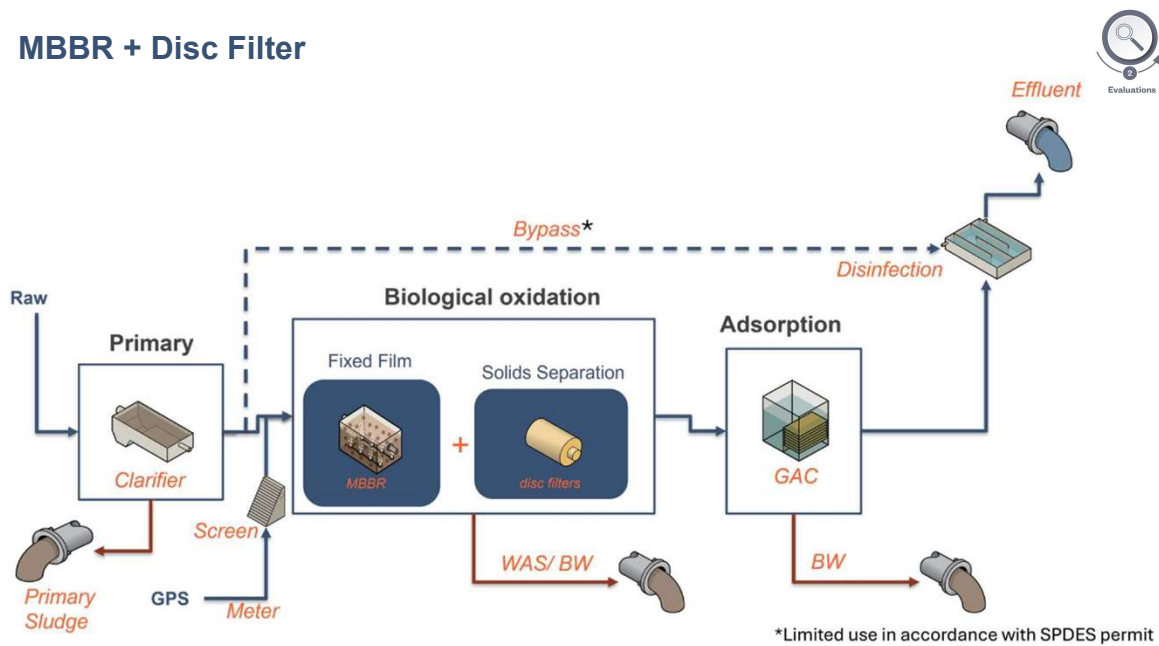 MBBR + Disc Filter
2
Evaluations
Effluent
Bypass*
Disinfection
Raw
Biological oxidation
Primary
Adsorption
Fixed Film
Solids Separation
+
MBBR
disc filters
Clarifier
GAC
Screen
WAS/ BW
BW
Primary
Sludge
GPS
Meter
*Limited use in accordance with SPDES permit